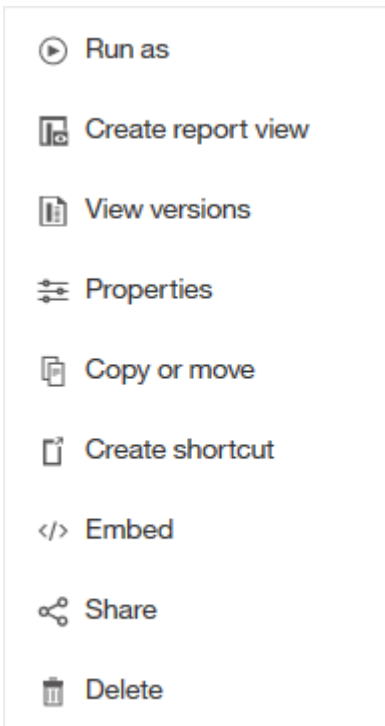 Run as
Create report view
View versions
Properties
Copy or move
Create shortcut
Embed
Share
Delete